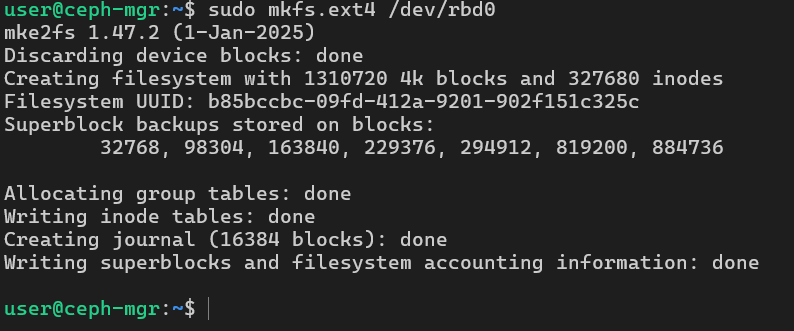 user@ceph-mgr:~$ sudo mkfs.ext4 /dev/rbd0
mke2fs 1.47.2 (1-Jan-2025)
Discarding device blocks: done
Creating filesystem with 1310720 4k blocks and 327680 inodes
Filesystem UUID: b85bccbc-09fd-412a-9201-902f151c325c
Superblock backups stored on blocks:
        32768, 98304, 163840, 229376, 294912, 819200, 884736

Allocating group tables: done
Writing inode tables: done
Creating journal (16384 blocks): done
Writing superblocks and filesystem accounting information: done

user@ceph-mgr:~$